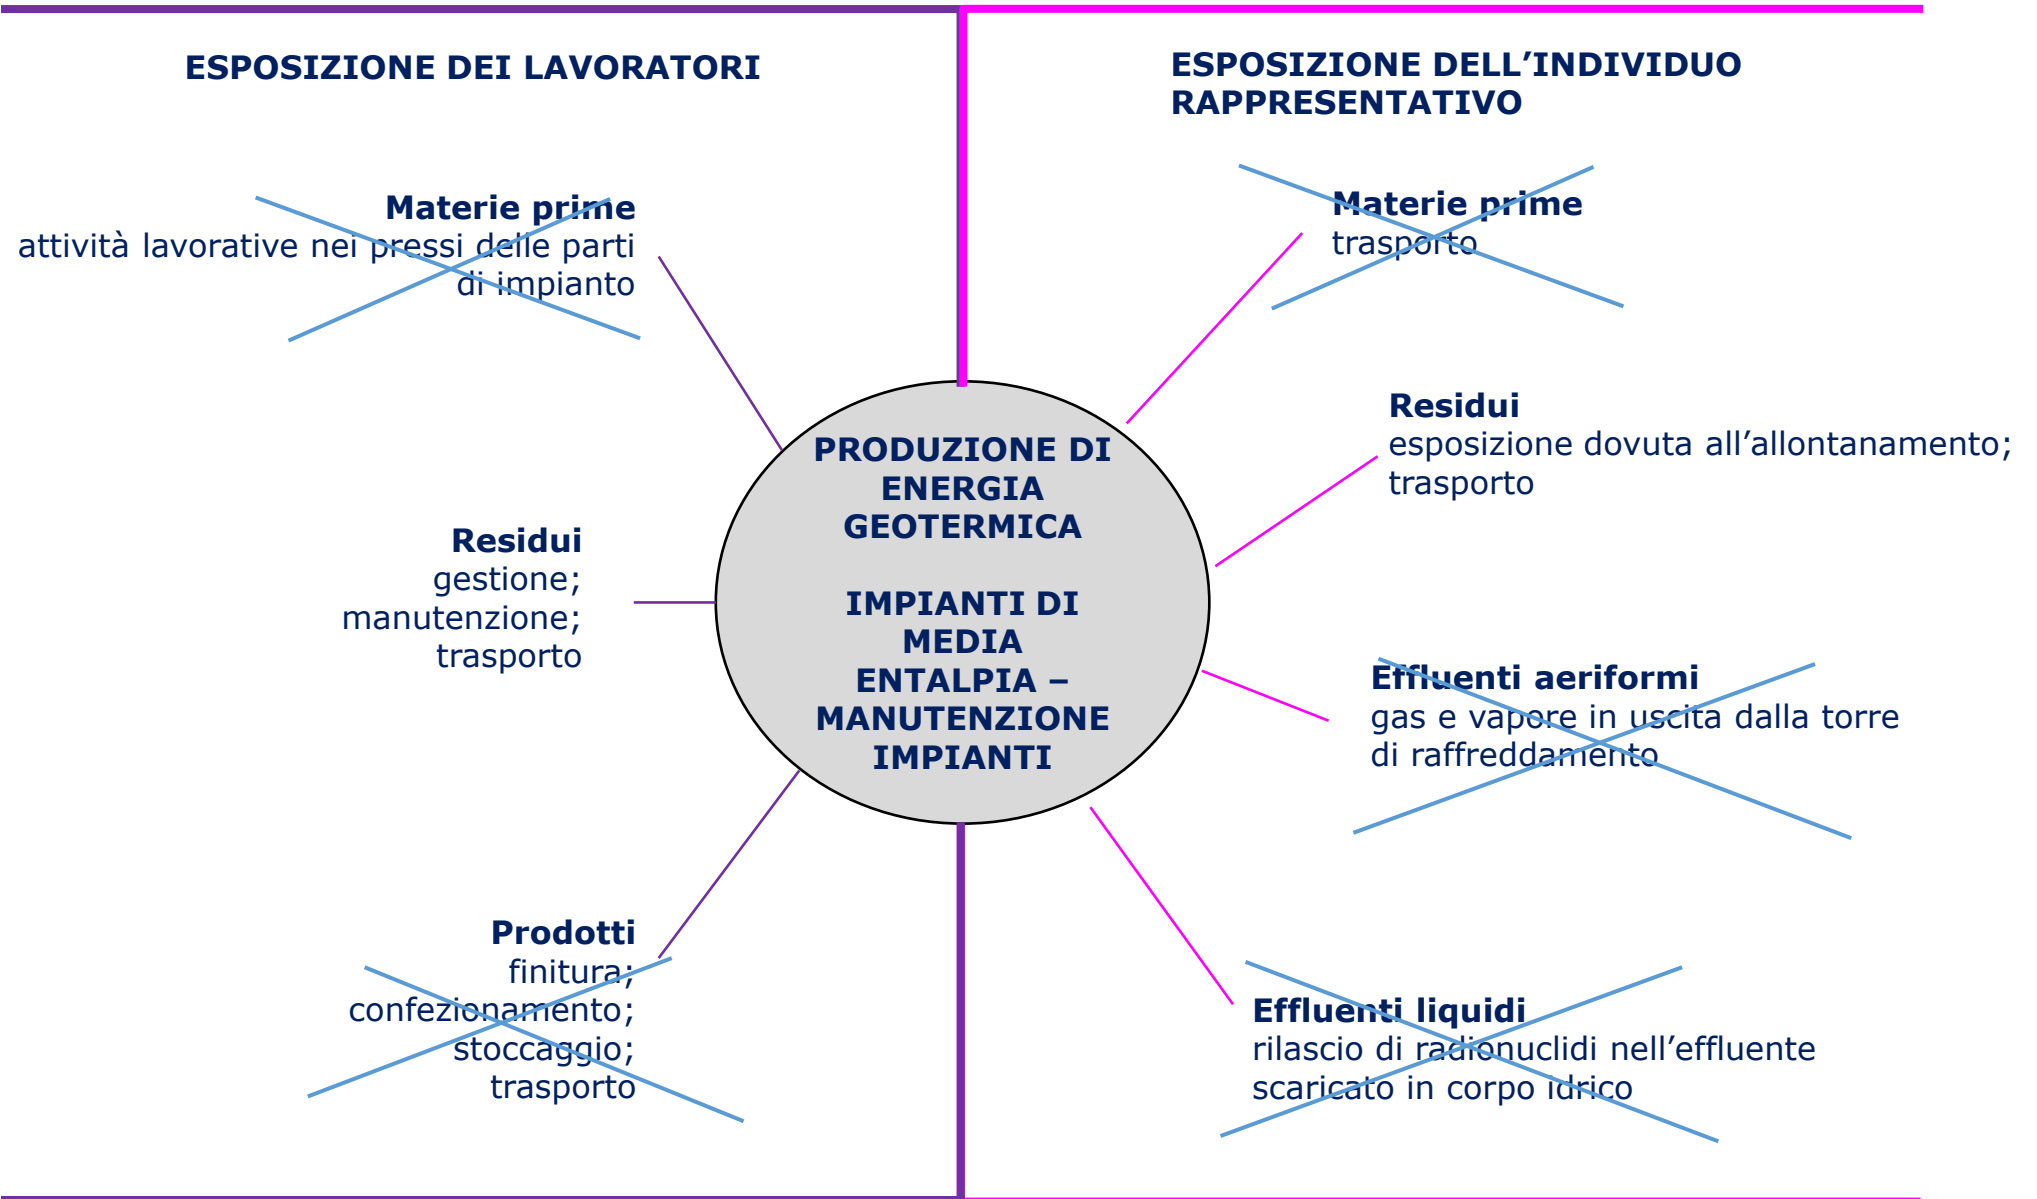 ESPOSIZIONE DEI LAVORATORI
Materie prime
attività lavorative nei pressi delle parti
di impianto
Residui
gestione;
manutenzione;
trasporto
Prodotti
finitura;
confezionamento;
stoccaggio;
trasporto
PRODUZIONE DI
ENERGIA
GEOTERMICA
IMPIANTI DI
MEDIA
ENTALPIA –
MANUTENZIONE
IMPIANTI
ESPOSIZIONE DELL’INDIVIDUO
RAPPRESENTATIVO
Materie prime
trasporto
Residui
esposizione dovuta all’allontanamento;
trasporto
Effluenti aeriformi
gas e vapore in uscita dalla torre
di raffreddamento
Effluenti liquidi
rilascio di radionuclidi nell’effluente
scaricato in corpo idrico